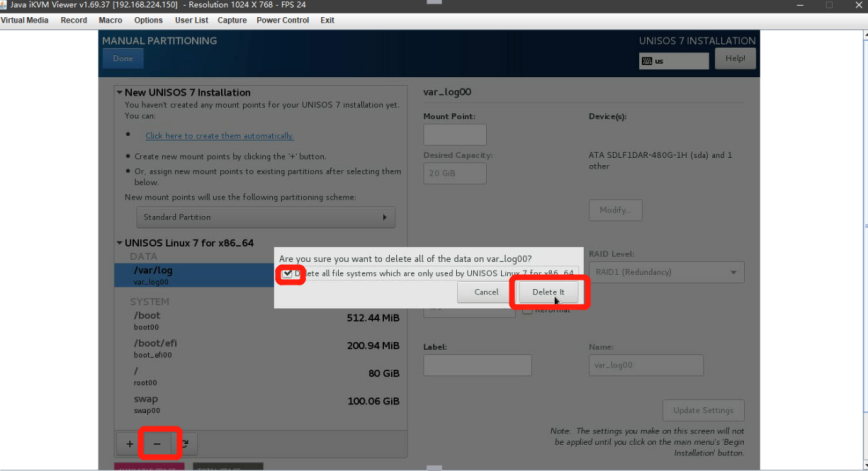 Java iKVM Viewer v1.69.37 [192.168.224.150] - Resolution 1024 X 768 - FPS 24
Virtual Media Record Macro Options User List Capture Power Control Exit
MANUAL PARTITIONING
UNISOS 7 INSTALLATION
Done
us
Help!
New UNISOS 7 Installation
You haven't created any mount points for your UNISOS 7 installation yet.
You can:
Click here to create them automatically.
Create new mount points by clicking the '+' button.
Or, assign new mount points to existing partitions after selecting them
below.
New mount points will use the following partitioning scheme:
Standard Partition
UNISOS Linux 7 for x86_64
DATA
/var/log
var_log00
SYSTEM
/boot
boot00
512.44 MiB
/boot/efi
boot_efi00
200.94 MiB
/
root00
80 GiB
swap
swap00
100.06 GiB
+ -
var_log00
Mount Point:
Device(s):
Desired Capacity:
20 GiB
ATA SDLF1DAR-480G-1H (sda) and 1
other
Modify...
Are you sure you want to delete all of the data on var_log00?
Delete all file systems which are only used by UNISOS Linux 7 for x86_64.
Cancel
Delete It
RAID Level:
RAID1 (Redundancy)
Reformat
Label:
Name:
var_log00
Update Settings
Note: The settings you make on this screen will not
be applied until you click on the main menu's 'Begin
Installation' button.